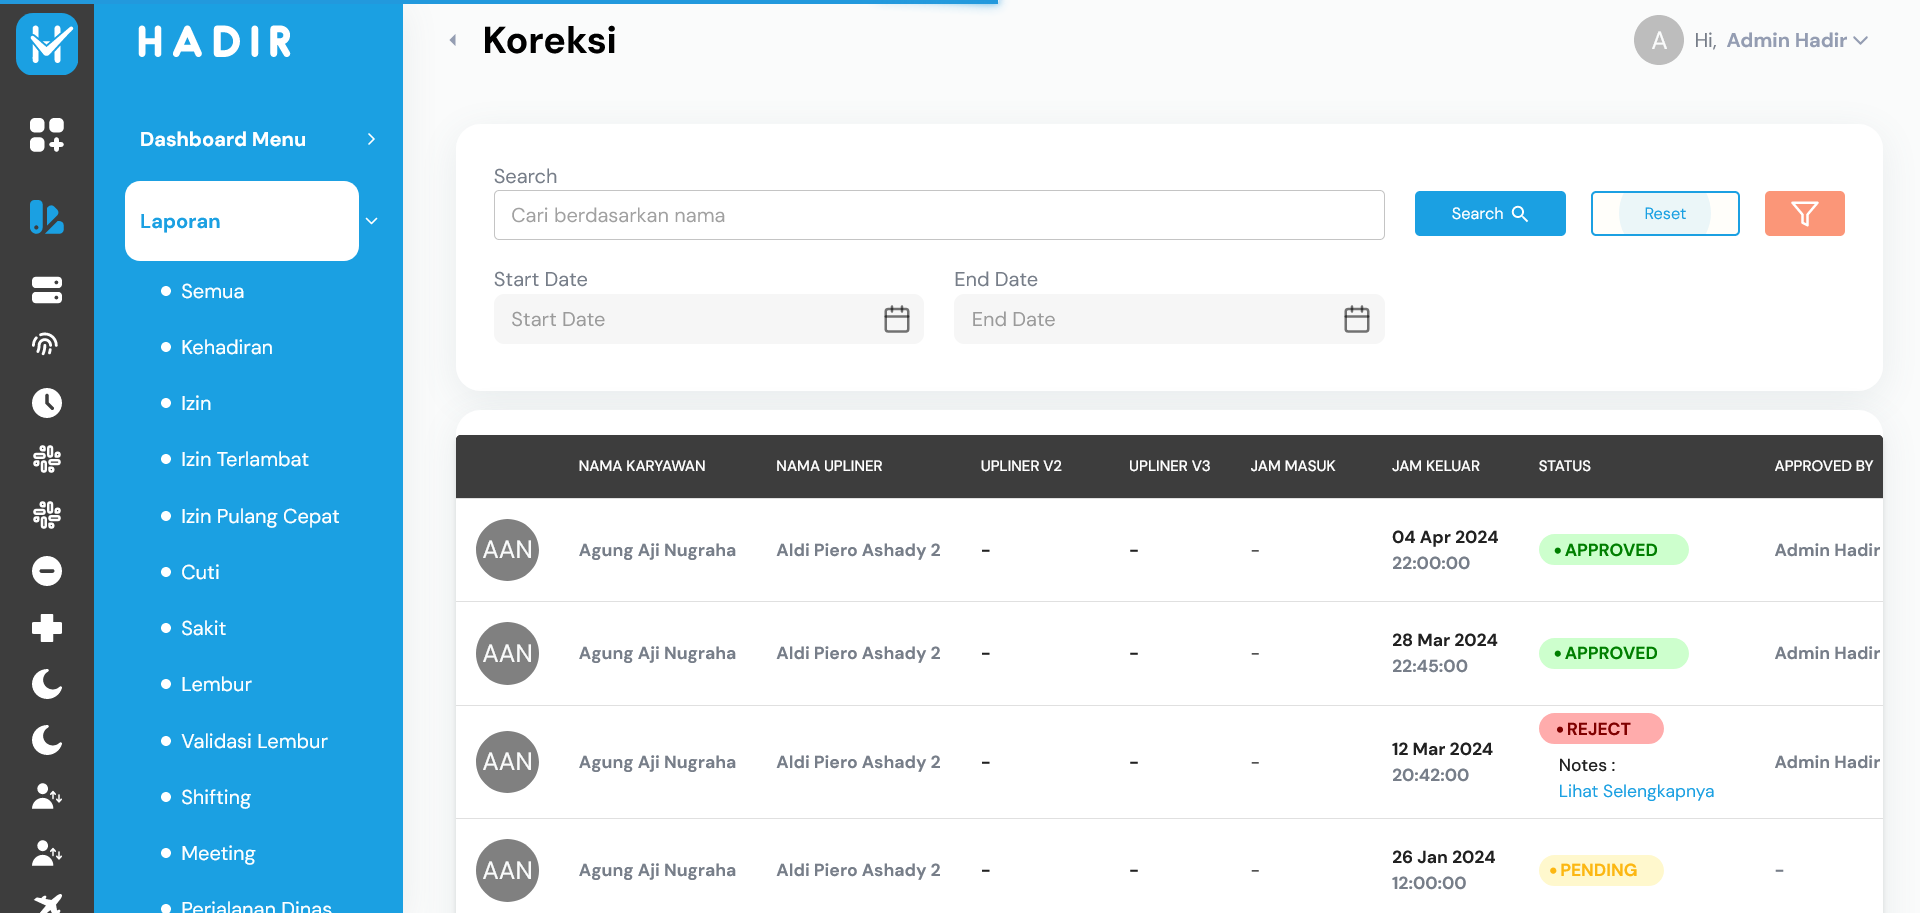 HADIR
Koreksi
A
Hi, Admin Hadir
Dashboard Menu
Laporan
Semua
Kehadiran
Izin
Izin Terlambat
Izin Pulang Cepat
Cuti
Sakit
Lembur
Validasi Lembur
Shifting
Meeting
Perjalanan Dinas
Search
Cari berdasarkan nama
Search
Reset
Start Date
End Date
Start Date
End Date
NAMA KARYAWAN NAMA UPLINER UPLINER V2 UPLINER V3 JAM MASUK JAM KELUAR STATUS APPROVED BY
AAN Agung Aji Nugraha Aldi Piero Ashady 2 - - - 04 Apr 2024 • APPROVED Admin Hadir
22:00:00
AAN Agung Aji Nugraha Aldi Piero Ashady 2 - - - 28 Mar 2024 • APPROVED Admin Hadir
22:45:00
AAN Agung Aji Nugraha Aldi Piero Ashady 2 - - - 12 Mar 2024 • REJECT Admin Hadir
20:42:00
Notes :
Lihat Selengkapnya
AAN Agung Aji Nugraha Aldi Piero Ashady 2 - - - 26 Jan 2024 • PENDING -
12:00:00